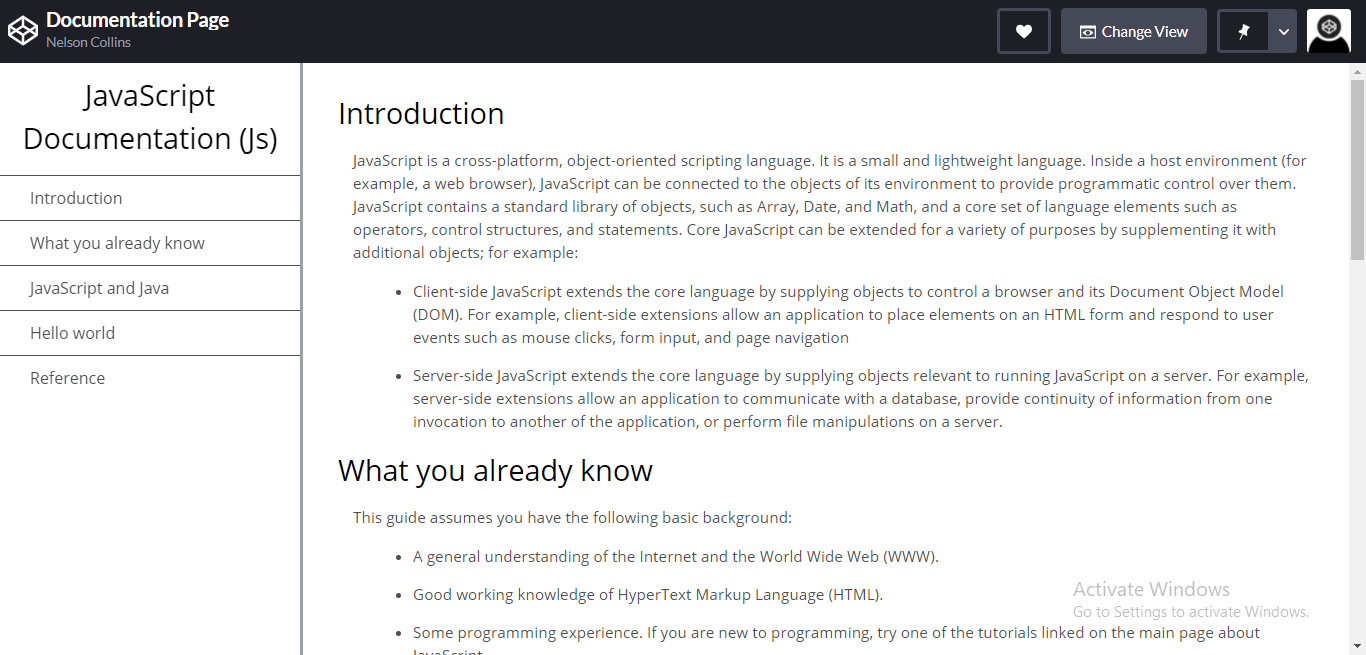 Documentation Page
Nelson Collins
Change View
JavaScript
Documentation (Js)
Introduction
What you already know
JavaScript and Java
Hello world
Reference
Introduction
JavaScript is a cross-platform, object-oriented scripting language. It is a small and lightweight language. Inside a host environment (for
example, a web browser), JavaScript can be connected to the objects of its environment to provide programmatic control over them.
JavaScript contains a standard library of objects, such as Array, Date, and Math, and a core set of language elements such as
operators, control structures, and statements. Core JavaScript can be extended for a variety of purposes by supplementing it with
additional objects; for example:
• Client-side JavaScript extends the core language by supplying objects to control a browser and its Document Object Model
(DOM). For example, client-side extensions allow an application to place elements on an HTML form and respond to user
events such as mouse clicks, form input, and page navigation
• Server-side JavaScript extends the core language by supplying objects relevant to running JavaScript on a server. For example,
server-side extensions allow an application to communicate with a database, provide continuity of information from one
invocation to another of the application, or perform file manipulations on a server.
What you already know
This guide assumes you have the following basic background:
• A general understanding of the Internet and the World Wide Web (WWW).
• Good working knowledge of HyperText Markup Language (HTML).
• Some programming experience. If you are new to programming, try one of the tutorials linked on the main page about
JavaScript.
Activate Windows
Go to Settings to activate Windows.